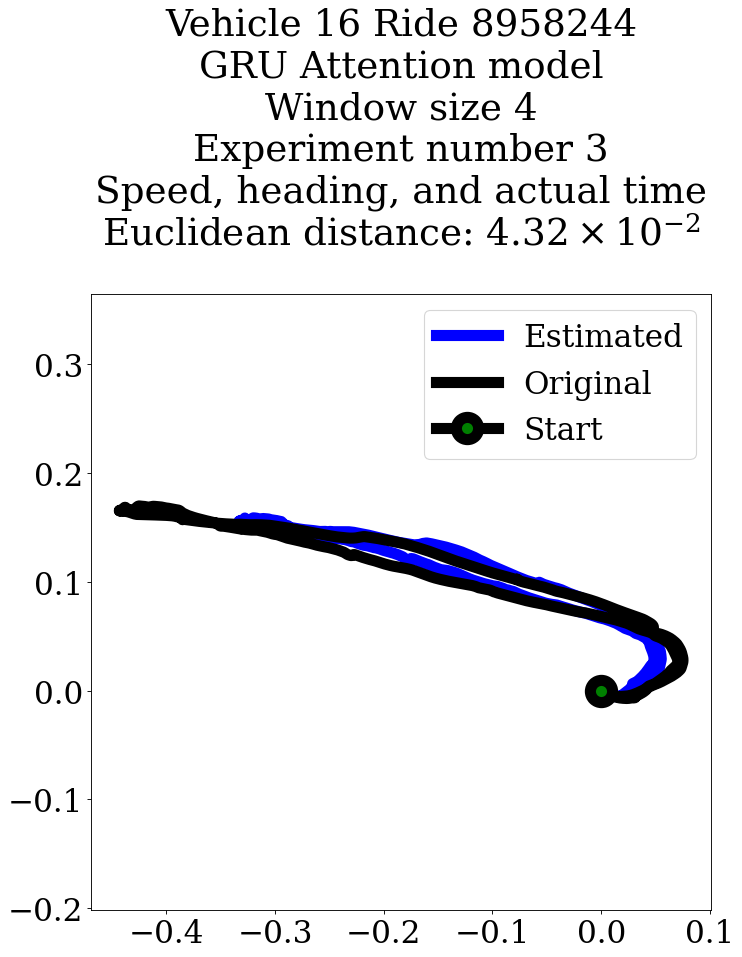 Vehicle 16 Ride 8958244
GRU Attention model
Window size 4
Experiment number 3
Speed, heading, and actual time
Euclidean distance: 4.32 × 10⁻²
Estimated
Original
Start
0.3
0.2
0.1
0.0
−0.1
−0.2
−0.4 −0.3 −0.2 −0.1 0.0 0.1